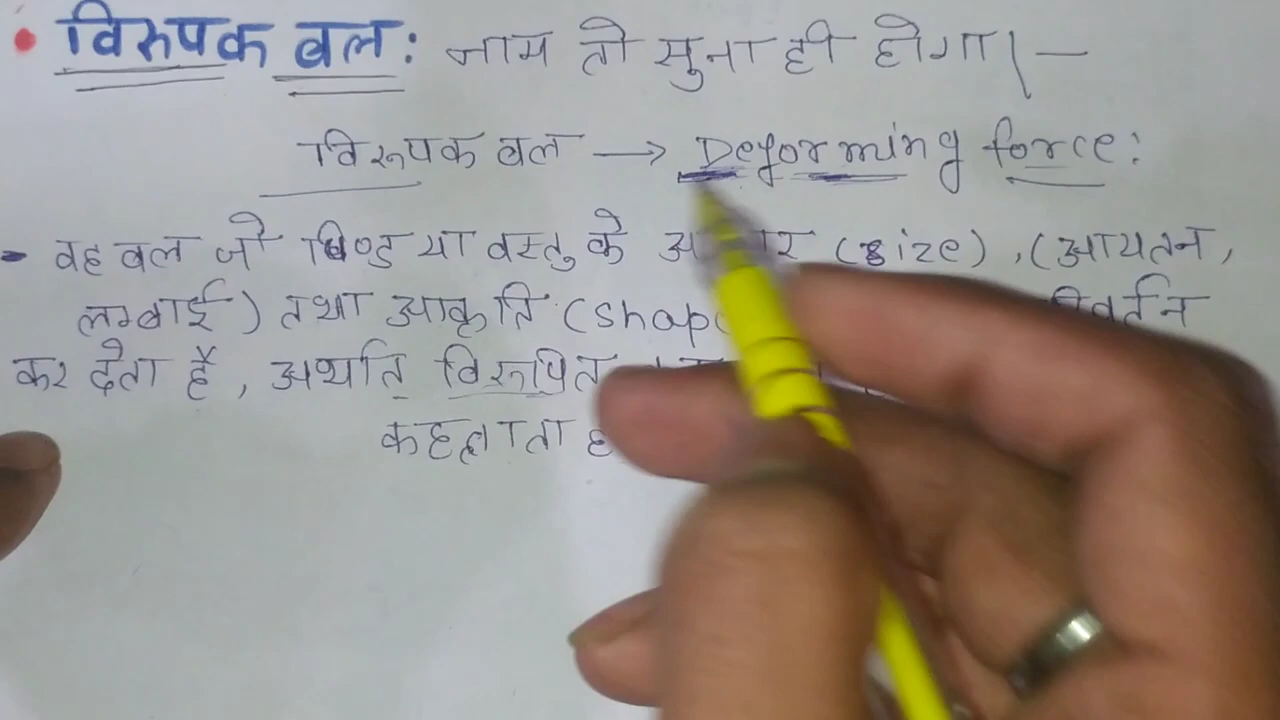 विरुपक बल: नाम तो सुना ही होगा।—
विरूपक बल → Deforming force:
- वह बल जो पिण्ड या वस्तु के (size), (आयतन,
लम्बाई) तथा आकृति (shap
कर देता है, अर्थात् विरूपित
कहलाता